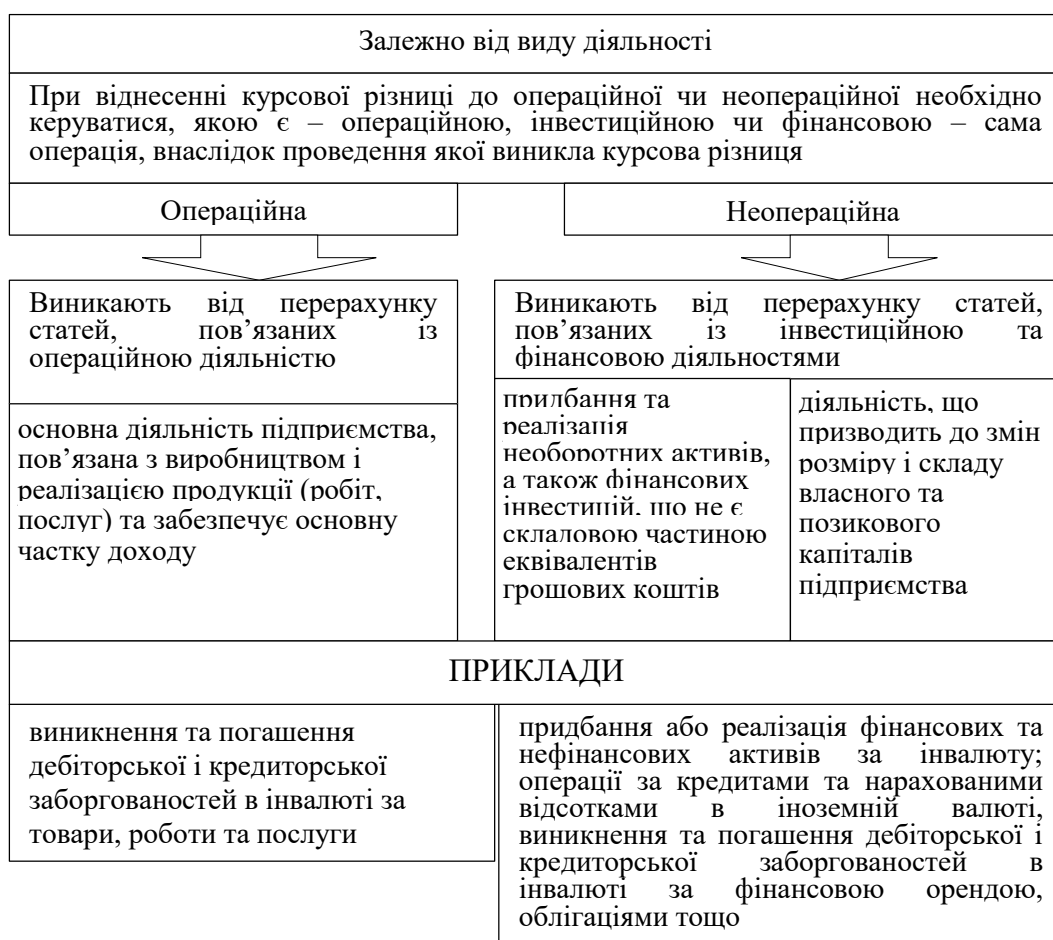 Залежно від виду діяльності
При віднесенні курсової різниці до операційної чи неопераційної необхідно
керуватися, якою є – операційною, інвестиційною чи фінансовою – сама
операція, внаслідок проведення якої виникла курсова різниця
Операційна
Неопераційна
Виникають від перерахунку
статей, пов’язаних із
операційною діяльністю
Виникають від перерахунку статей,
пов’язаних із інвестиційною та
фінансовою діяльностями
основна діяльність підприємства,
пов’язана з виробництвом і
реалізацією продукції (робіт,
послуг) та забезпечує основну
частку доходу
придбання та
реалізація
необоротних активів,
а також фінансових
інвестицій, що не є
складовою частиною
еквівалентів
грошових коштів
діяльність, що
призводить до змін
розміру і складу
власного та
позикового
капіталів
підприємства
ПРИКЛАДИ
виникнення та погашення
дебіторської і кредиторської
заборгованостей в інвалюті за
товари, роботи та послуги
придбання або реалізація фінансових та
нефінансових активів за інвалюту;
операції за кредитами та нарахованими
відсотками в іноземній валюті,
виникнення та погашення дебіторської і
кредиторської заборгованостей в
інвалюті за фінансовою орендою,
облігаціями тощо